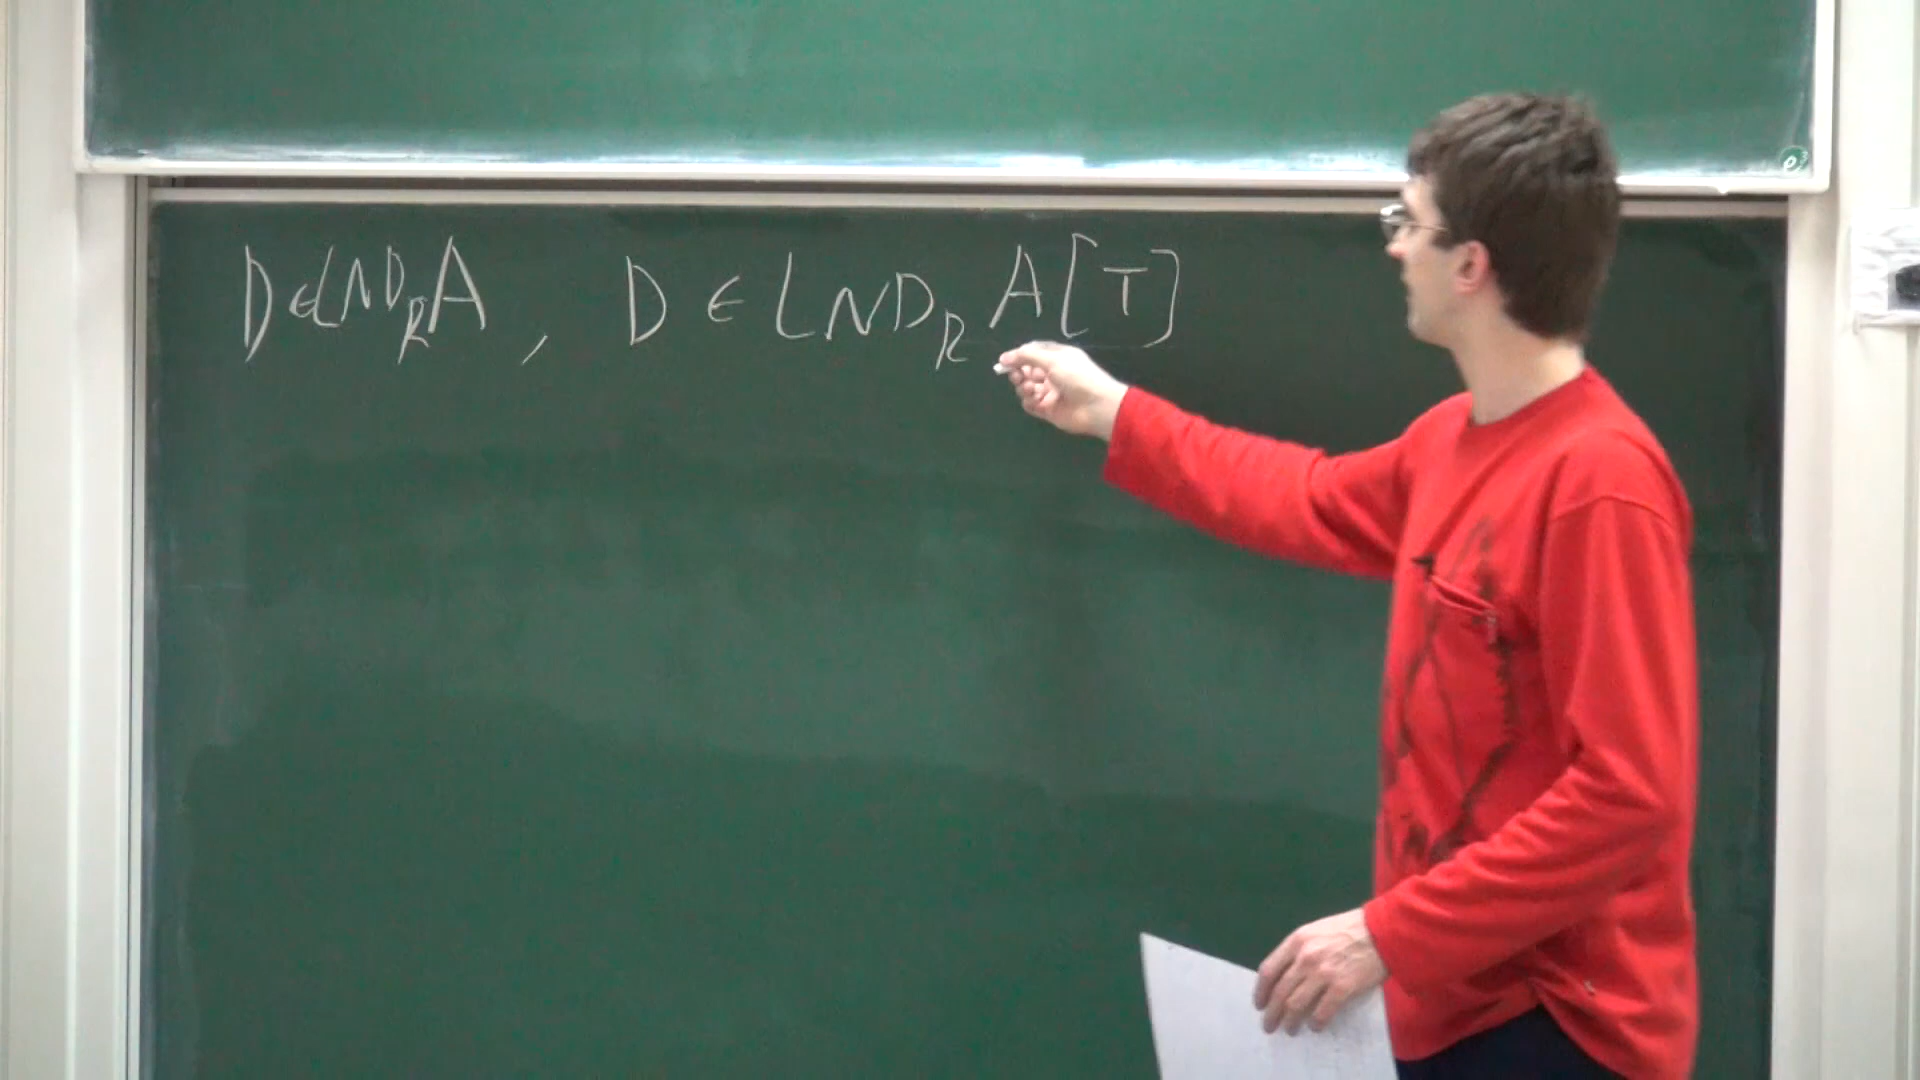 D∈LND_R A , D ∈ LND_R A[T]